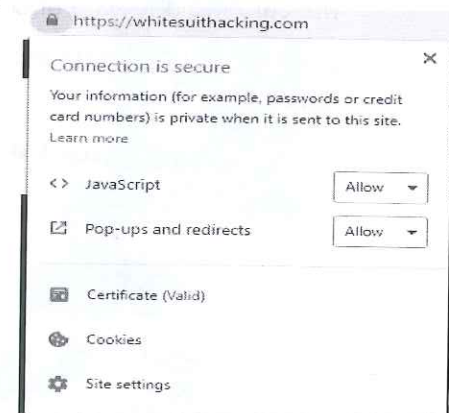 https://whitesuithacking.com
Connection is secure
Your information (for example, passwords or credit
card numbers) is private when it is sent to this site.
Learn more
<> JavaScript Allow
Pop-ups and redirects Allow
Certificate (Valid)
Cookies
Site settings